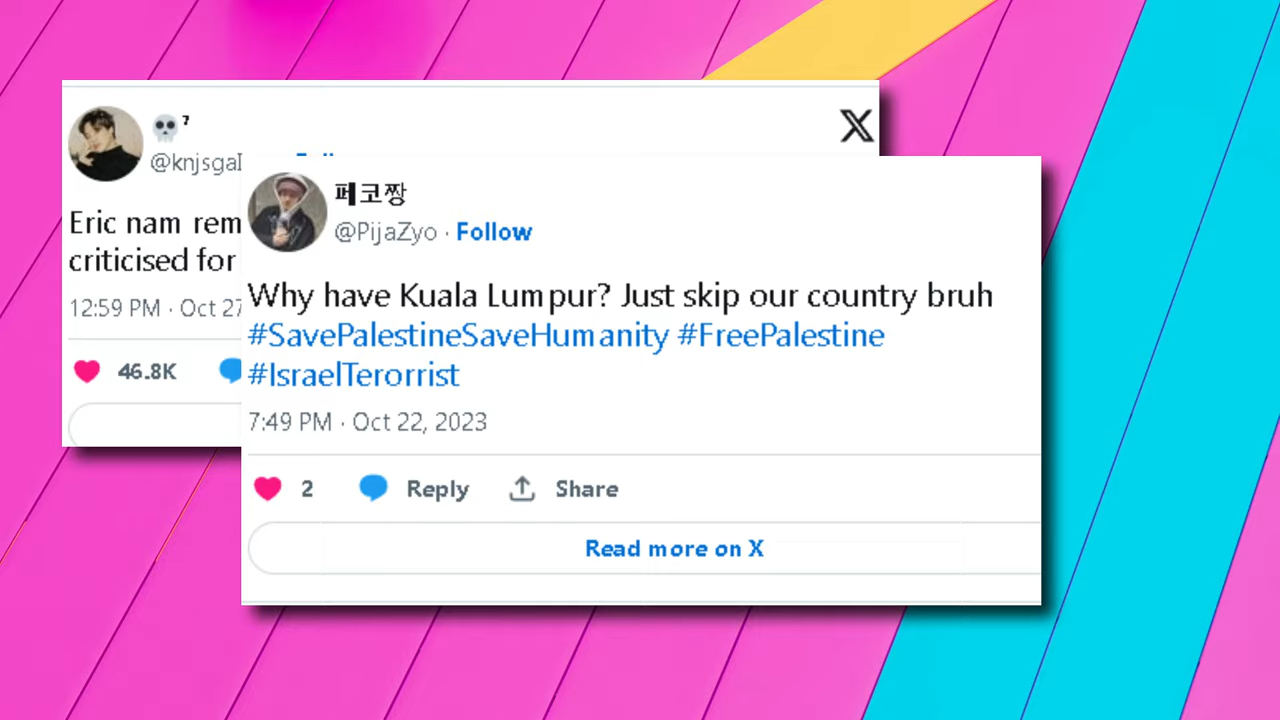 💀⁷
Eric nam rem
criticised for
12:59 PM · Oct 27
46.8K
페코짱
@PijaZyo · Follow
Why have Kuala Lumpur? Just skip our country bruh
#SavePalestineSaveHumanity #FreePalestine
#IsraelTerorrist
7:49 PM · Oct 22, 2023
2 Reply Share
Read more on X